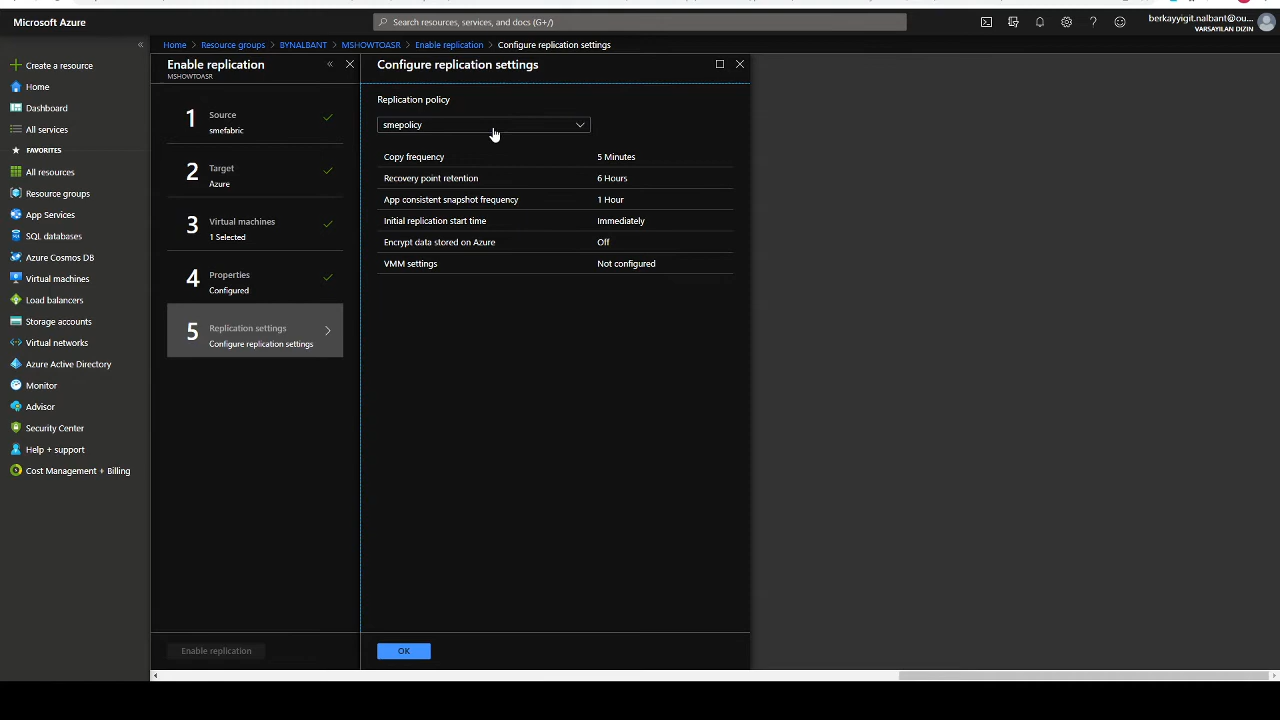 Microsoft Azure
Search resources, services, and docs (G+/)
berkayyigit.nalbant@ou...
VARSAYILAN DIZIN
Home > Resource groups > BYNALBANT > MSHOWTOASR > Enable replication > Configure replication settings
Create a resource
Home
Dashboard
All services
FAVORITES
All resources
Resource groups
App Services
SQL databases
Azure Cosmos DB
Virtual machines
Load balancers
Storage accounts
Virtual networks
Azure Active Directory
Monitor
Advisor
Security Center
Help + support
Cost Management + Billing
Enable replication
MSHOWTOASR
1 Source
smefabric
2 Target
Azure
3 Virtual machines
1 Selected
4 Properties
Configured
5 Replication settings
Configure replication settings
Enable replication
Configure replication settings
Replication policy
smepolicy
Copy frequency 5 Minutes
Recovery point retention 6 Hours
App consistent snapshot frequency 1 Hour
Initial replication start time Immediately
Encrypt data stored on Azure Off
VMM settings Not configured
OK